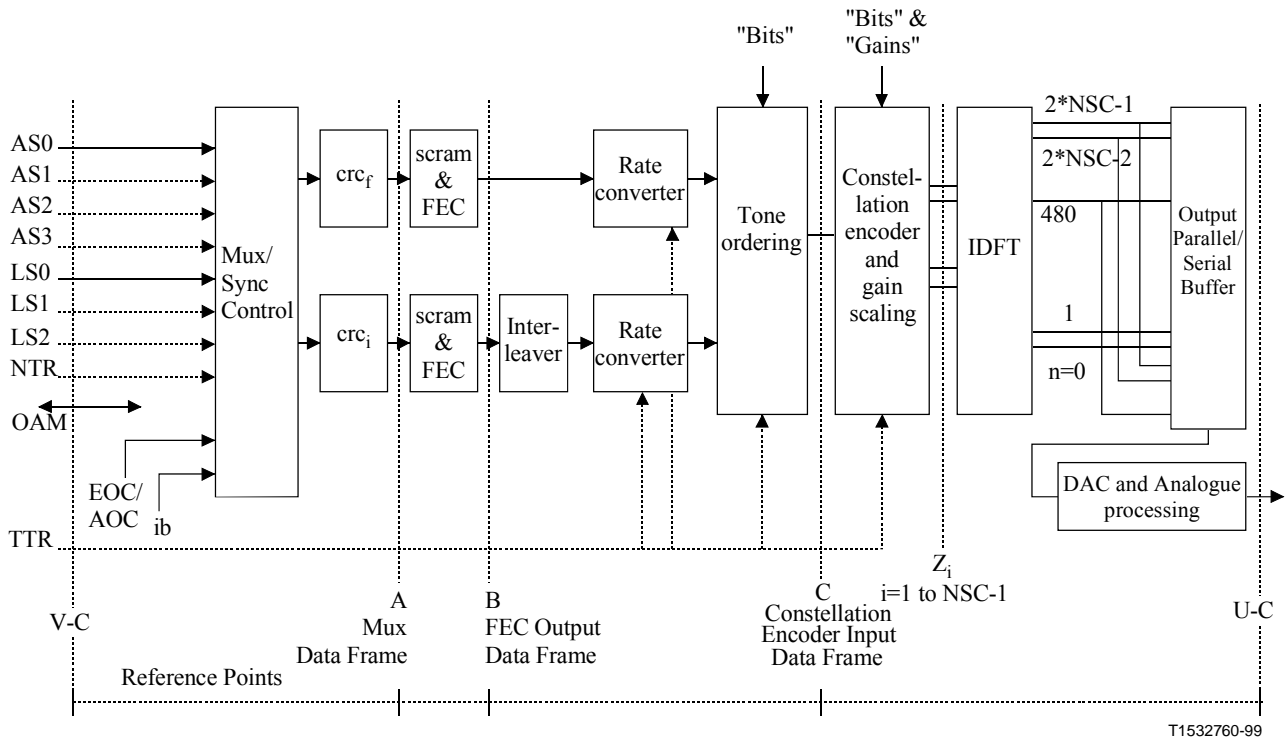 "Bits"
"Bits" &
"Gains"
AS0
AS1
AS2
AS3
LS0
LS1
LS2
NTR
OAM
EOC/
AOC
ib
TTR
Mux/
Sync
Control
crcf
scram
&
FEC
Rate
converter
crci
scram
&
FEC
Inter-
leaver
Rate
converter
Tone
ordering
Constel-
lation
encoder
and
gain
scaling
IDFT
2*NSC-1
2*NSC-2
480
1
n=0
Output
Parallel/
Serial
Buffer
DAC and Analogue
processing
V-C
A
Mux
Data Frame
B
FEC Output
Data Frame
C
Constellation
Encoder Input
Data Frame
Zi
i=1 to NSC-1
U-C
Reference Points
T1532760-99